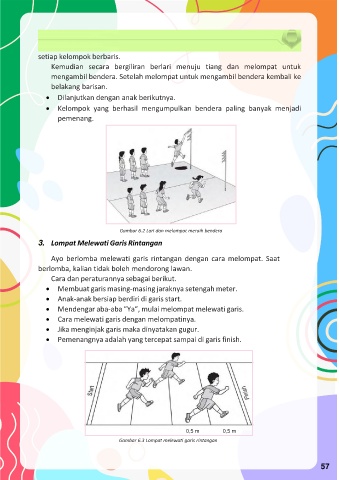 setiap kelompok berbaris.
Kemudian secara bergiliran berlari menuju tiang dan melompat untuk
mengambil bendera. Setelah melompat untuk mengambil bendera kembali ke
belakang barisan.
• Dilanjutkan dengan anak berikutnya.
• Kelompok yang berhasil mengumpulkan bendera paling banyak menjadi
pemenang.
Gambar 6.2 Lari dan melompat meraih bendera
3. Lompat Melewati Garis Rintangan
Ayo berlomba melewati garis rintangan dengan cara melompat. Saat
berlomba, kalian tidak boleh mendorong lawan.
Cara dan peraturannya sebagai berikut.
• Membuat garis masing-masing jaraknya setengah meter.
• Anak-anak bersiap berdiri di garis start.
• Mendengar aba-aba "Ya", mulai melompat melewati garis.
• Cara melewati garis dengan melompatinya.
• Jika menginjak garis maka dinyatakan gugur.
• Pemenangnya adalah yang tercepat sampai di garis finish.
Start
Finish
0,5 m 0,5 m
Gambar 6.3 Lompat melewati garis rintangan
57